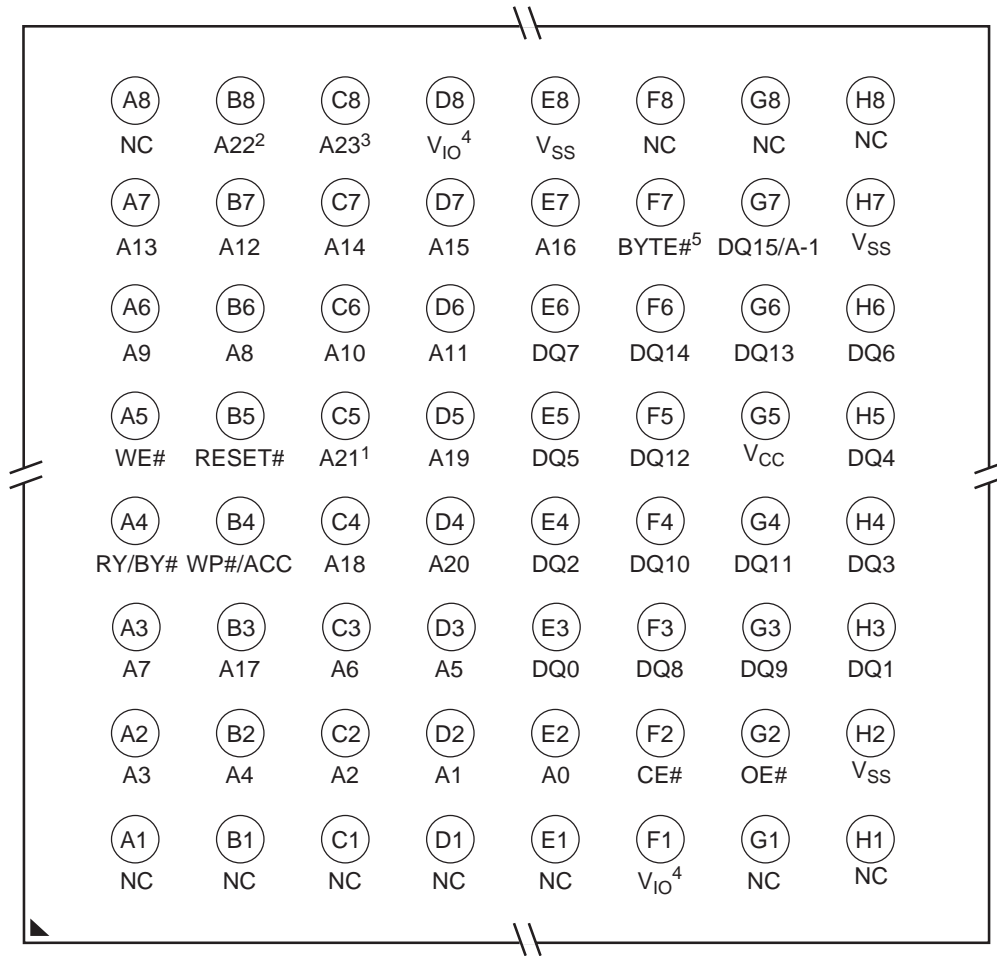 A8 B8 C8 D8 E8 F8 G8 H8
NC A22² A23³ V_IO⁴ V_SS NC NC NC
A7 B7 C7 D7 E7 F7 G7 H7
A13 A12 A14 A15 A16 BYTE#⁵ DQ15/A-1 V_SS
A6 B6 C6 D6 E6 F6 G6 H6
A9 A8 A10 A11 DQ7 DQ14 DQ13 DQ6
A5 B5 C5 D5 E5 F5 G5 H5
WE# RESET# A21¹ A19 DQ5 DQ12 V_CC DQ4
A4 B4 C4 D4 E4 F4 G4 H4
RY/BY# WP#/ACC A18 A20 DQ2 DQ10 DQ11 DQ3
A3 B3 C3 D3 E3 F3 G3 H3
A7 A17 A6 A5 DQ0 DQ8 DQ9 DQ1
A2 B2 C2 D2 E2 F2 G2 H2
A3 A4 A2 A1 A0 CE# OE# V_SS
A1 B1 C1 D1 E1 F1 G1 H1
NC NC NC NC NC V_IO⁴ NC NC